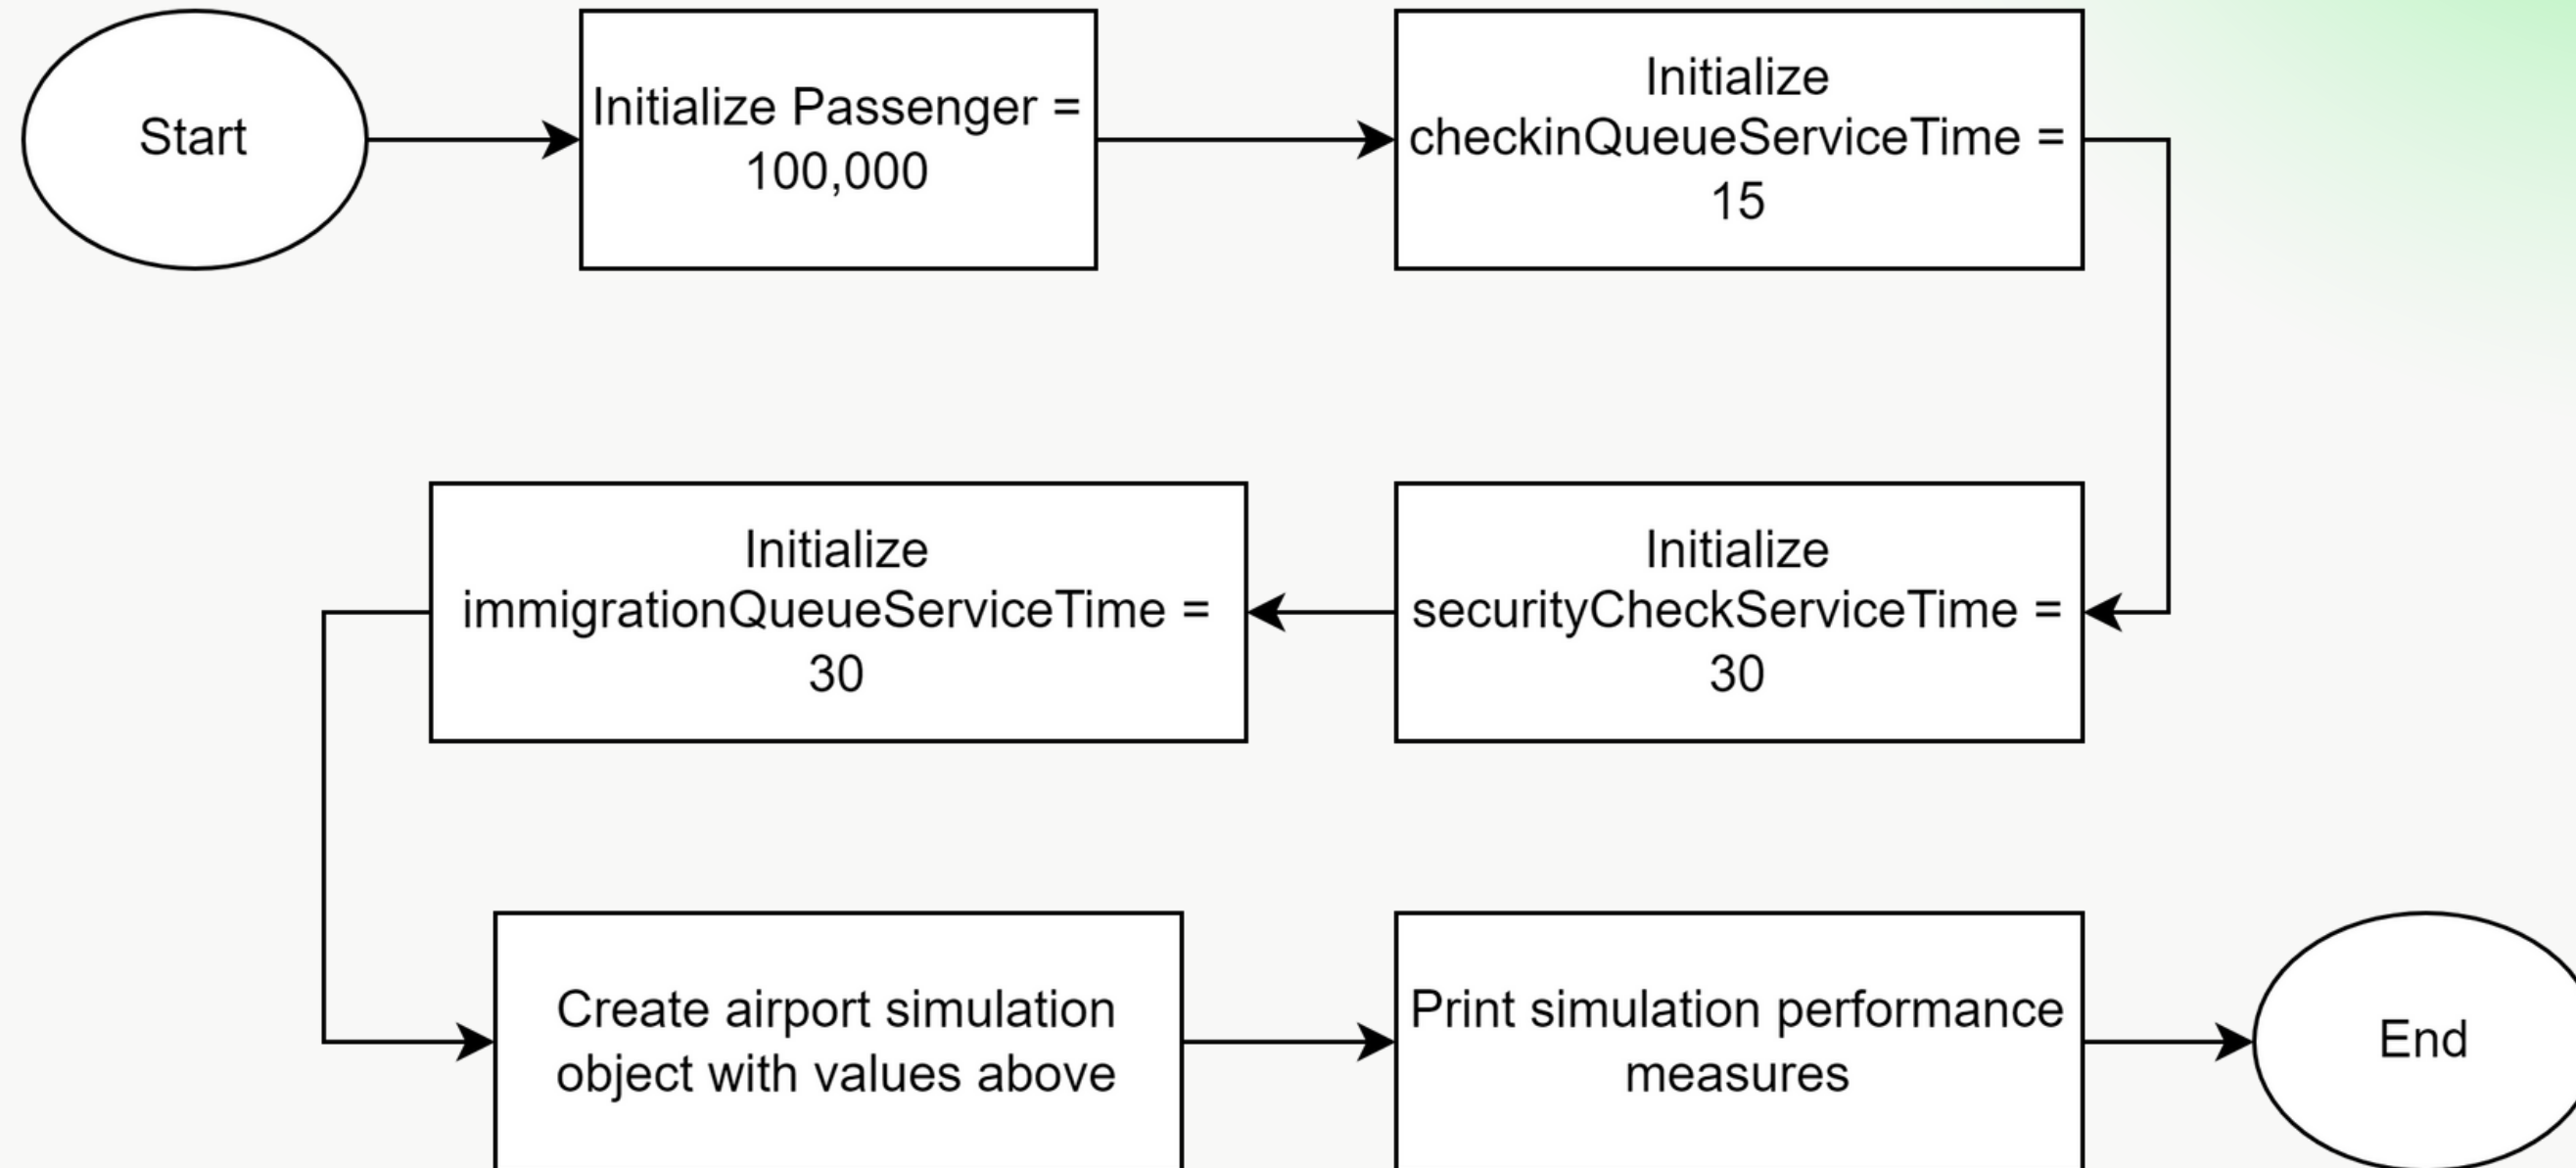 Start
Initialize Passenger =
100,000
Initialize
checkinQueueServiceTime =
15
Initialize
securityCheckServiceTime =
30
Initialize
immigrationQueueServiceTime =
30
Create airport simulation
object with values above
Print simulation performance
measures
End